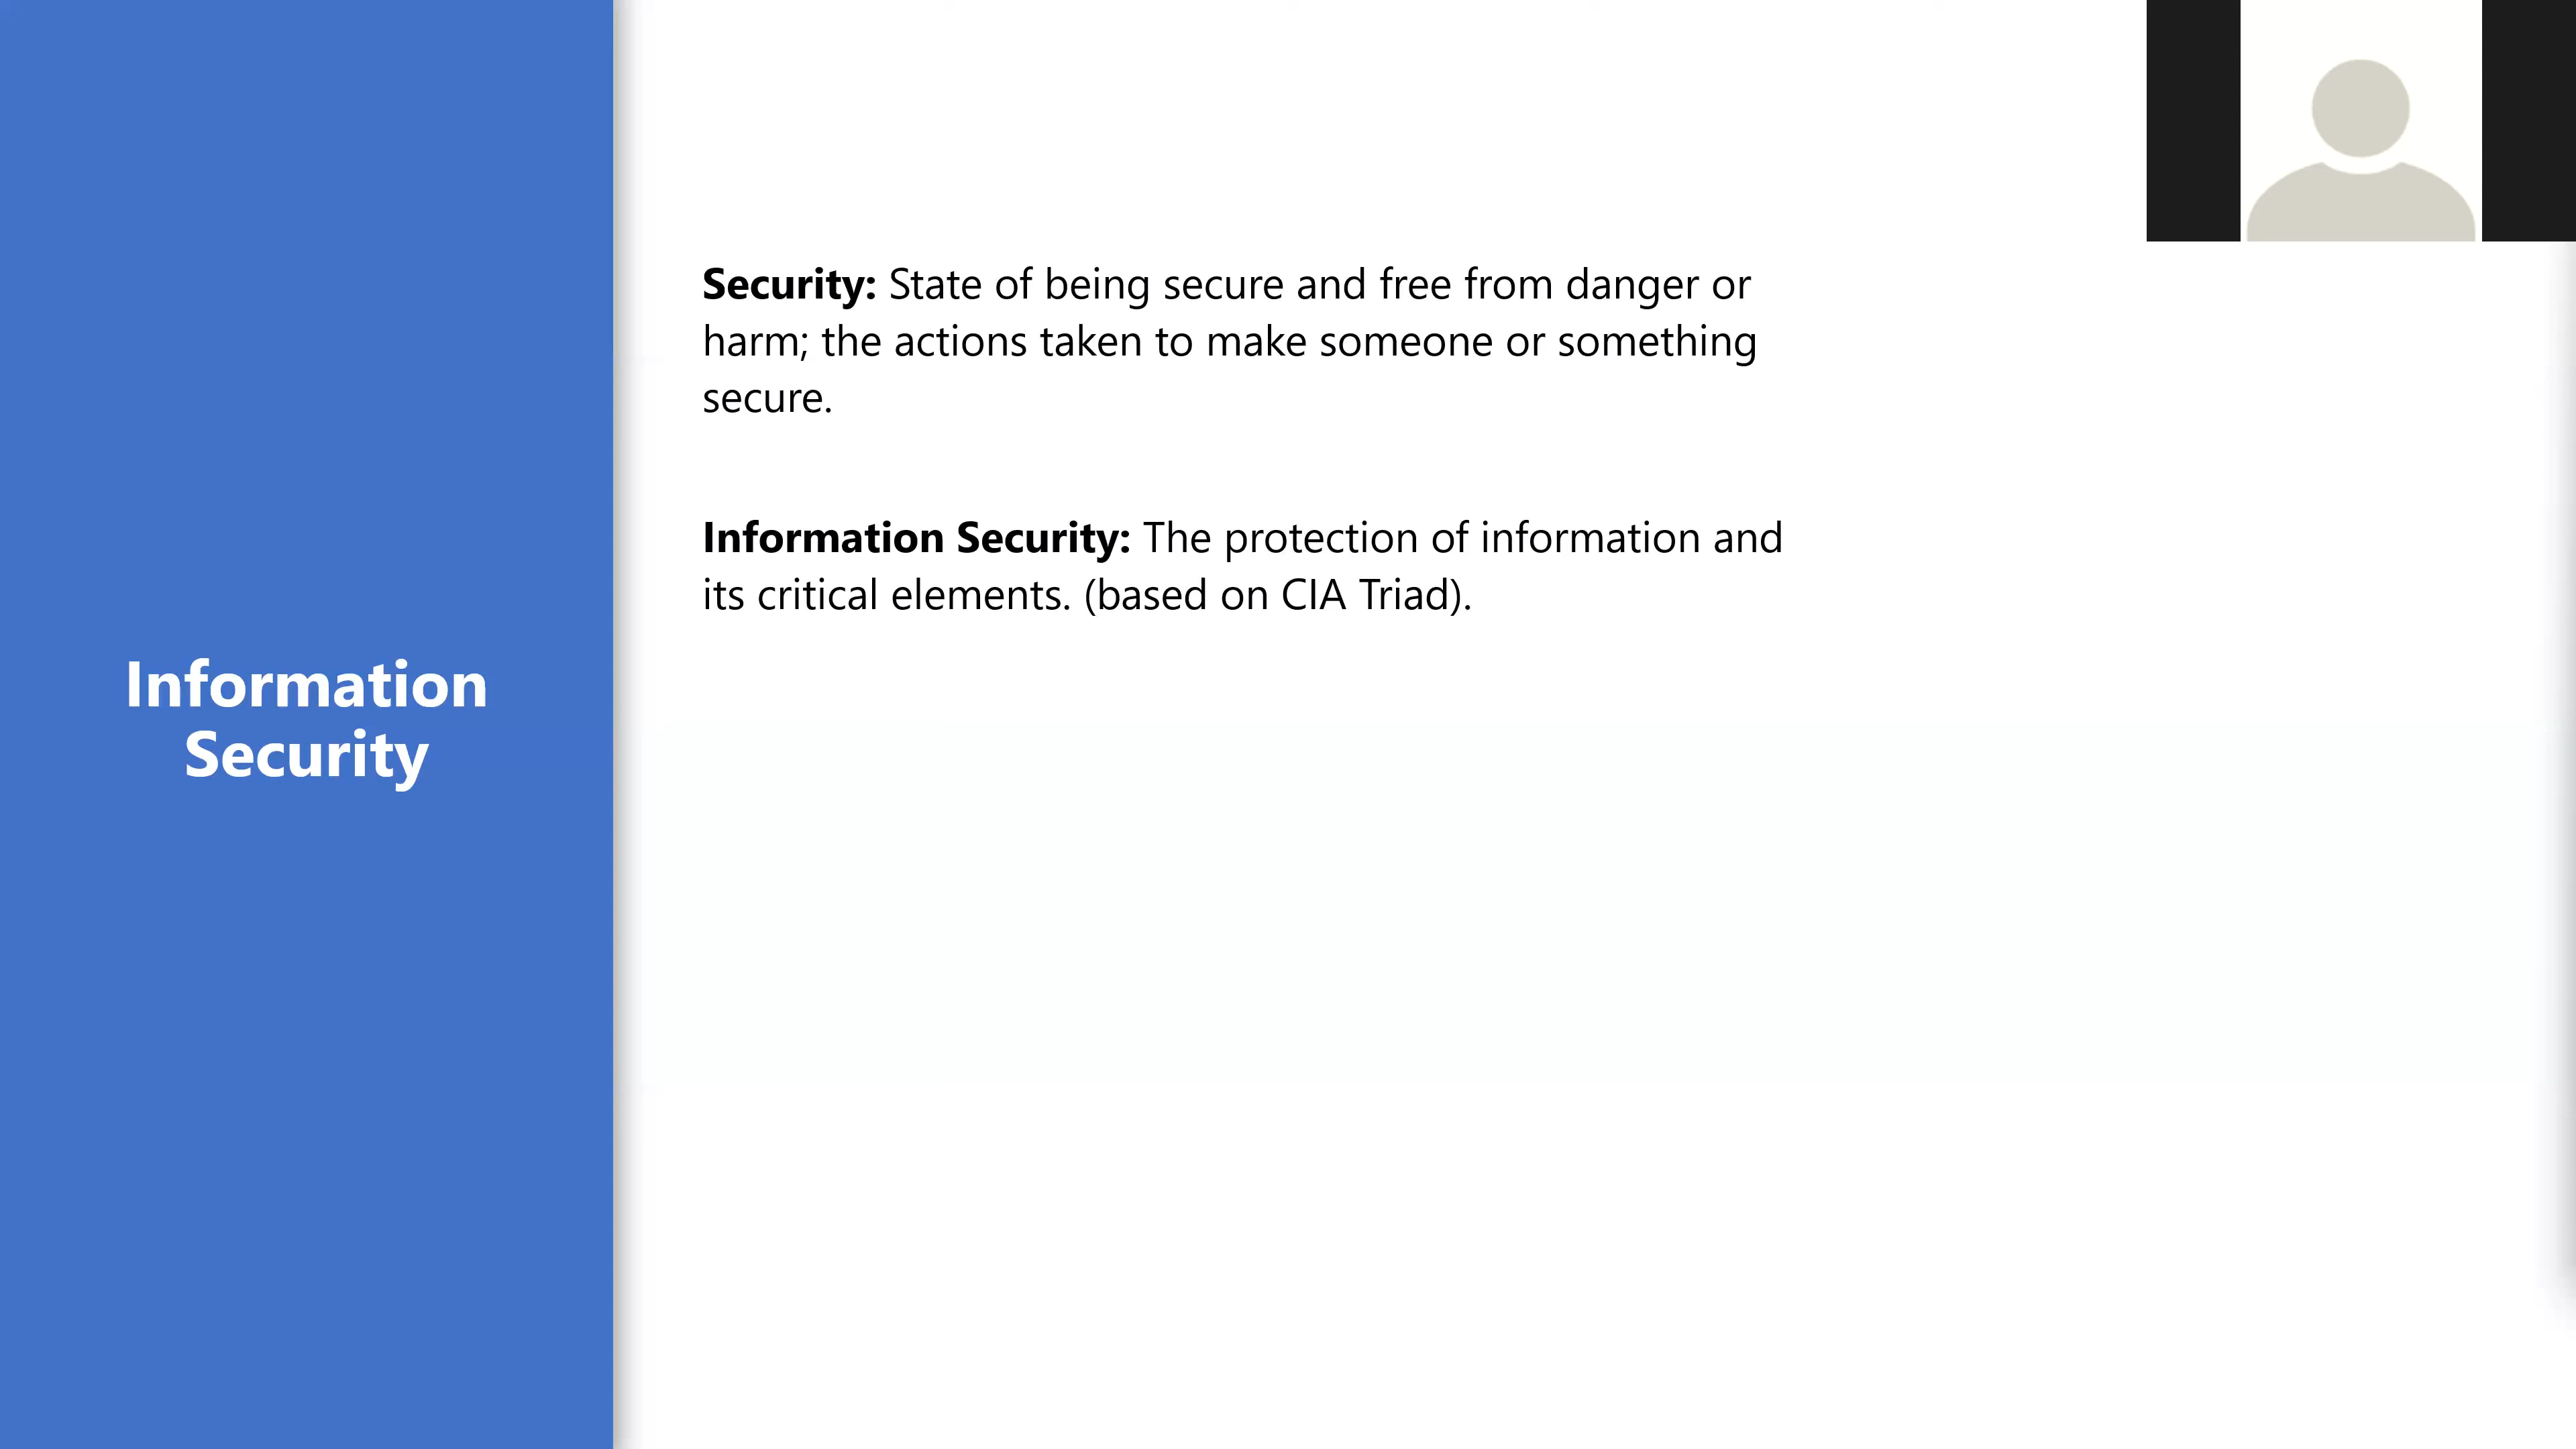 Information
Security
Security: State of being secure and free from danger or
harm; the actions taken to make someone or something
secure.
Information Security: The protection of information and
its critical elements. (based on CIA Triad).